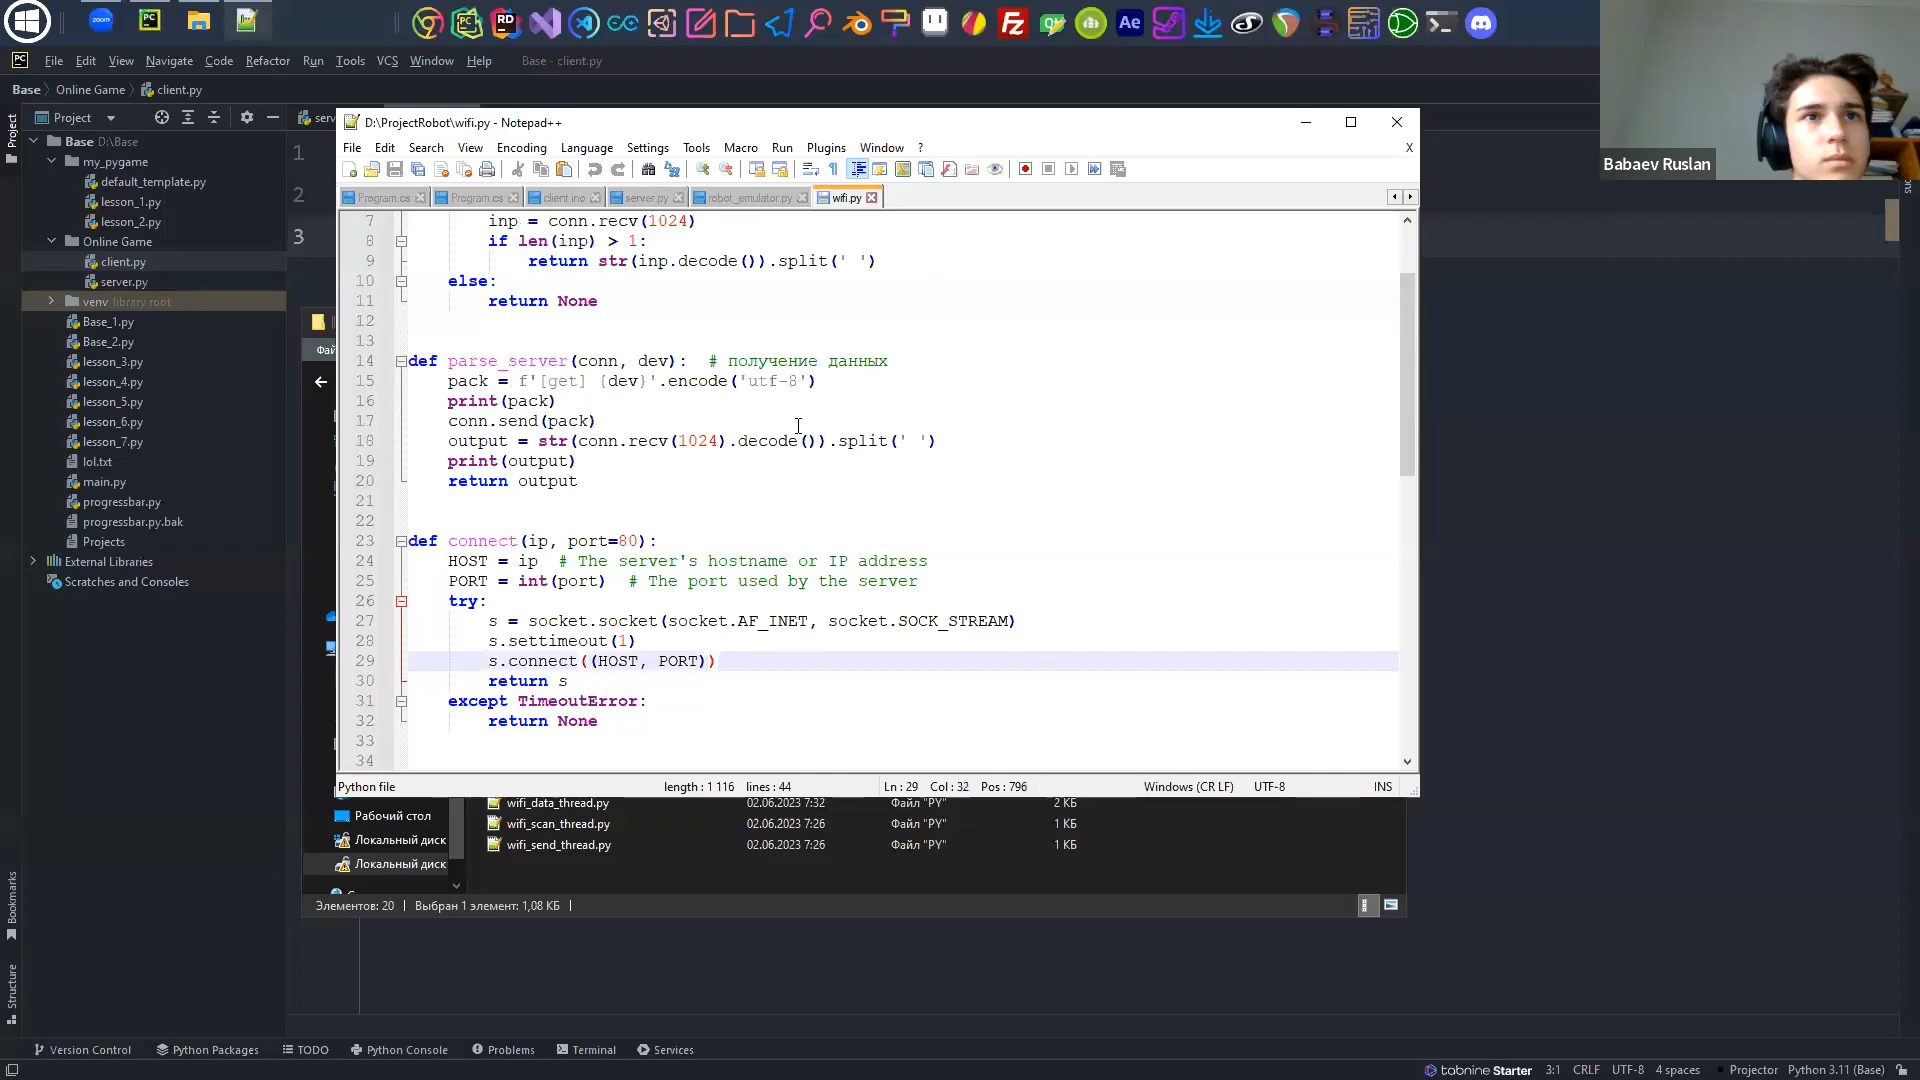 zoom
PC
RD
Fz
Qt
Ae
PC File Edit View Navigate Code Refactor Run Tools VCS Window Help Base - client.py
Base Online Game client.py
Project
Project
Base D:\Base
my_pygame
default_template.py
lesson_1.py
lesson_2.py
Online Game
client.py
server.py
venv library root
Base_1.py
Base_2.py
lesson_3.py
lesson_4.py
lesson_5.py
lesson_6.py
lesson_7.py
lol.txt
main.py
progressbar.py
progressbar.py.bak
Projects
External Libraries
Scratches and Consoles
Bookmarks
Structure
serv
1
2
3
Фай
D:\ProjectRobot\wifi.py - Notepad++
File Edit Search View Encoding Language Settings Tools Macro Run Plugins Window ? X
Program.cs Program.cs client.ino server.py robot_emulator.py wifi.py
7 inp = conn.recv(1024)
8 if len(inp) > 1:
9 return str(inp.decode()).split(' ')
10 else:
11 return None
12
13
14 def parse_server(conn, dev): # получение данных
15 pack = f'[get] {dev}'.encode('utf-8')
16 print(pack)
17 conn.send(pack)
18 output = str(conn.recv(1024).decode()).split(' ')
19 print(output)
20 return output
21
22
23 def connect(ip, port=80):
24 HOST = ip # The server's hostname or IP address
25 PORT = int(port) # The port used by the server
26 try:
27 s = socket.socket(socket.AF_INET, socket.SOCK_STREAM)
28 s.settimeout(1)
29 s.connect((HOST, PORT))
30 return s
31 except TimeoutError:
32 return None
33
34
Python file length : 1 116 lines : 44 Ln : 29 Col : 32 Pos : 796 Windows (CR LF) UTF-8 INS
Рабочий стол
Локальный диск
Локальный диск
wifi_data_thread.py 02.06.2023 7:32 Файл "PY" 2 КБ
wifi_scan_thread.py 02.06.2023 7:26 Файл "PY" 1 КБ
wifi_send_thread.py 02.06.2023 7:26 Файл "PY" 1 КБ
Элементов: 20 Выбран 1 элемент: 1,08 КБ
Babaev Ruslan
Version Control Python Packages TODO Python Console Problems Terminal Services
tabnine Starter 3:1 CRLF UTF-8 4 spaces Projector Python 3.11 (Base)